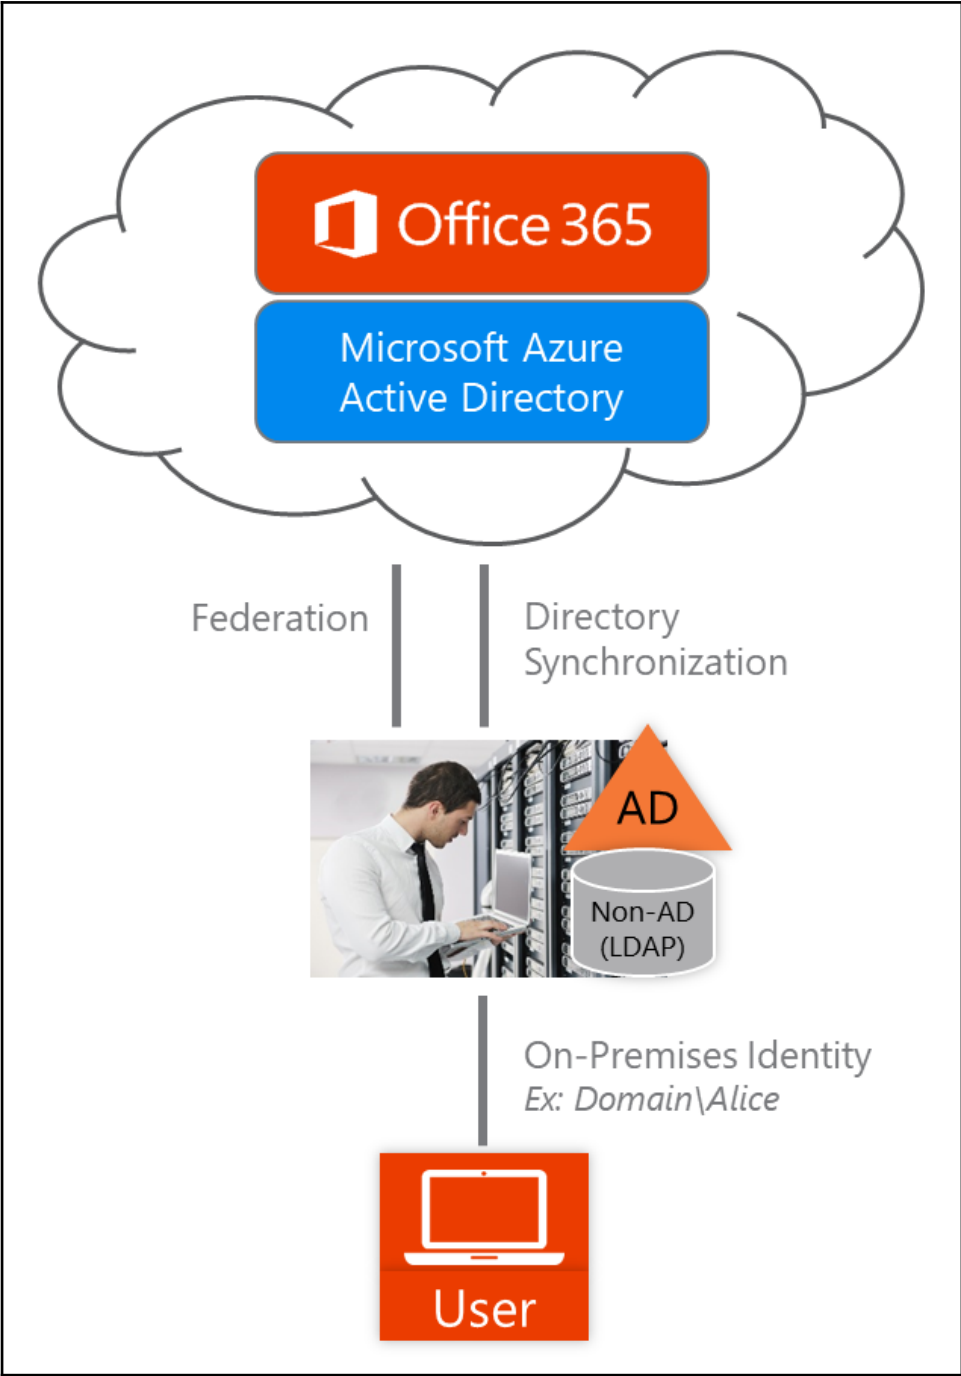 Office 365
Microsoft Azure
Active Directory
Federation
Directory
Synchronization
AD
Non-AD
(LDAP)
On-Premises Identity
Ex: Domain\Alice
User